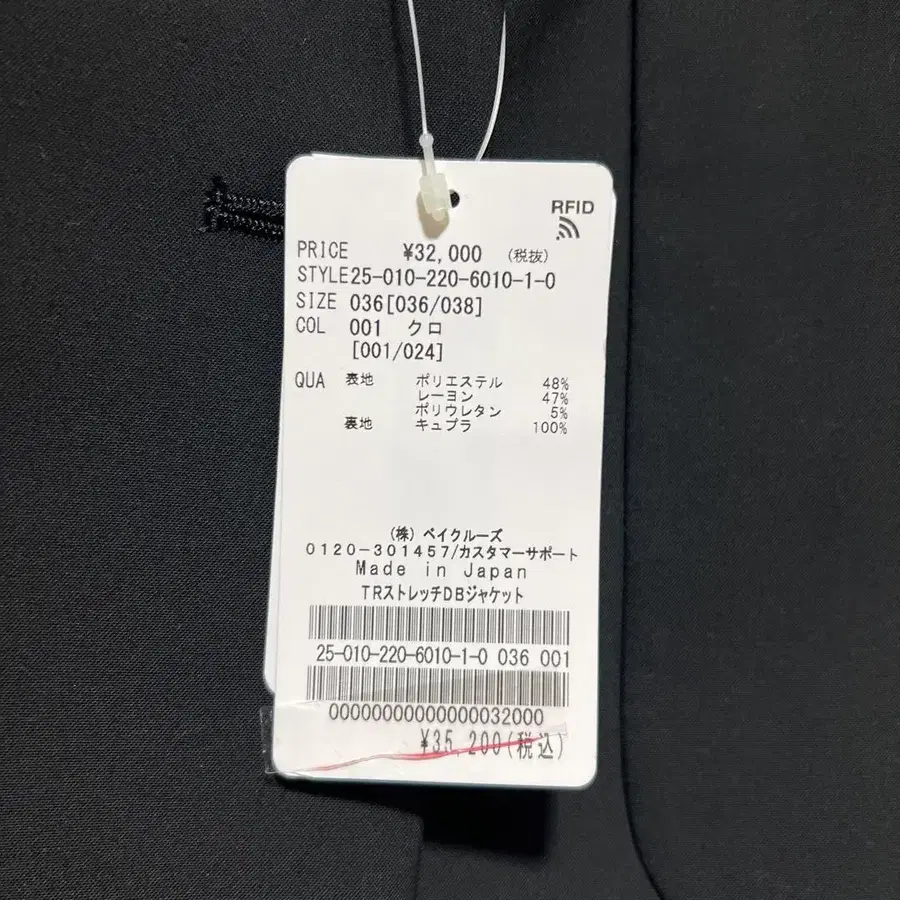 RFID
PRICE ¥32,000 (税抜)
STYLE25-010-220-6010-1-0
SIZE 036[036/038]
COL 001 クロ
[001/024]
QUA 表地 ポリエステル 48%
レーヨン 47%
ポリウレタン 5%
裏地 キュプラ 100%
(株)ベイクルーズ
0120-301457/カスタマーサポート
Made in Japan
TRストレッチDBジャケット
25-010-220-6010-1-0 036 001
00000000000000032000
¥35,200(税込)